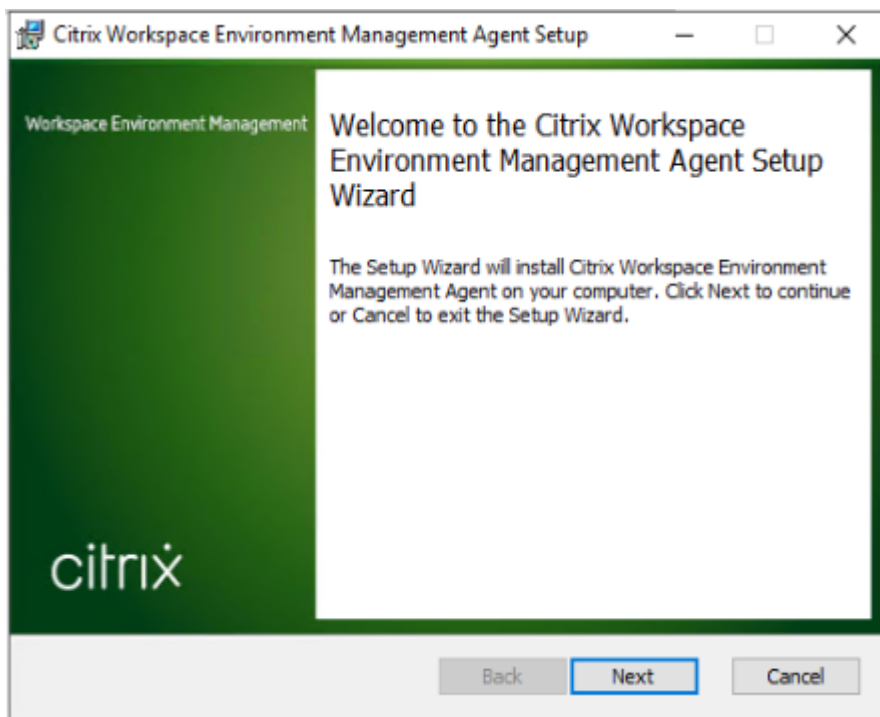 Citrix Workspace Environment Management Agent Setup
Workspace Environment Management
Welcome to the Citrix Workspace
Environment Management Agent Setup
Wizard
The Setup Wizard will install Citrix Workspace Environment
Management Agent on your computer. Click Next to continue
or Cancel to exit the Setup Wizard.
citrix
Back
Next
Cancel